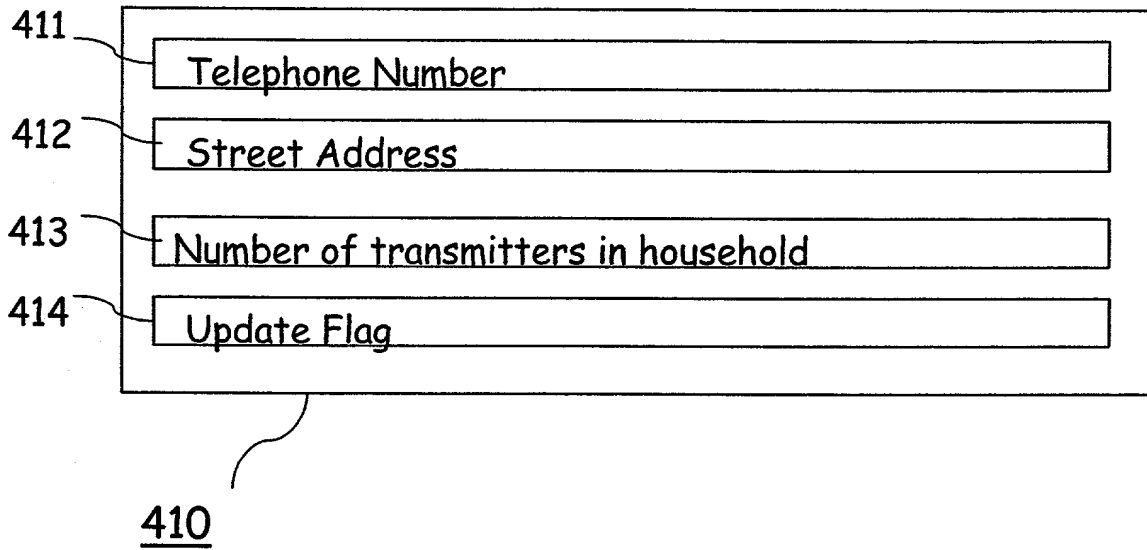 411
Telephone Number
412
Street Address
413
Number of transmitters in household
414
Update Flag
410